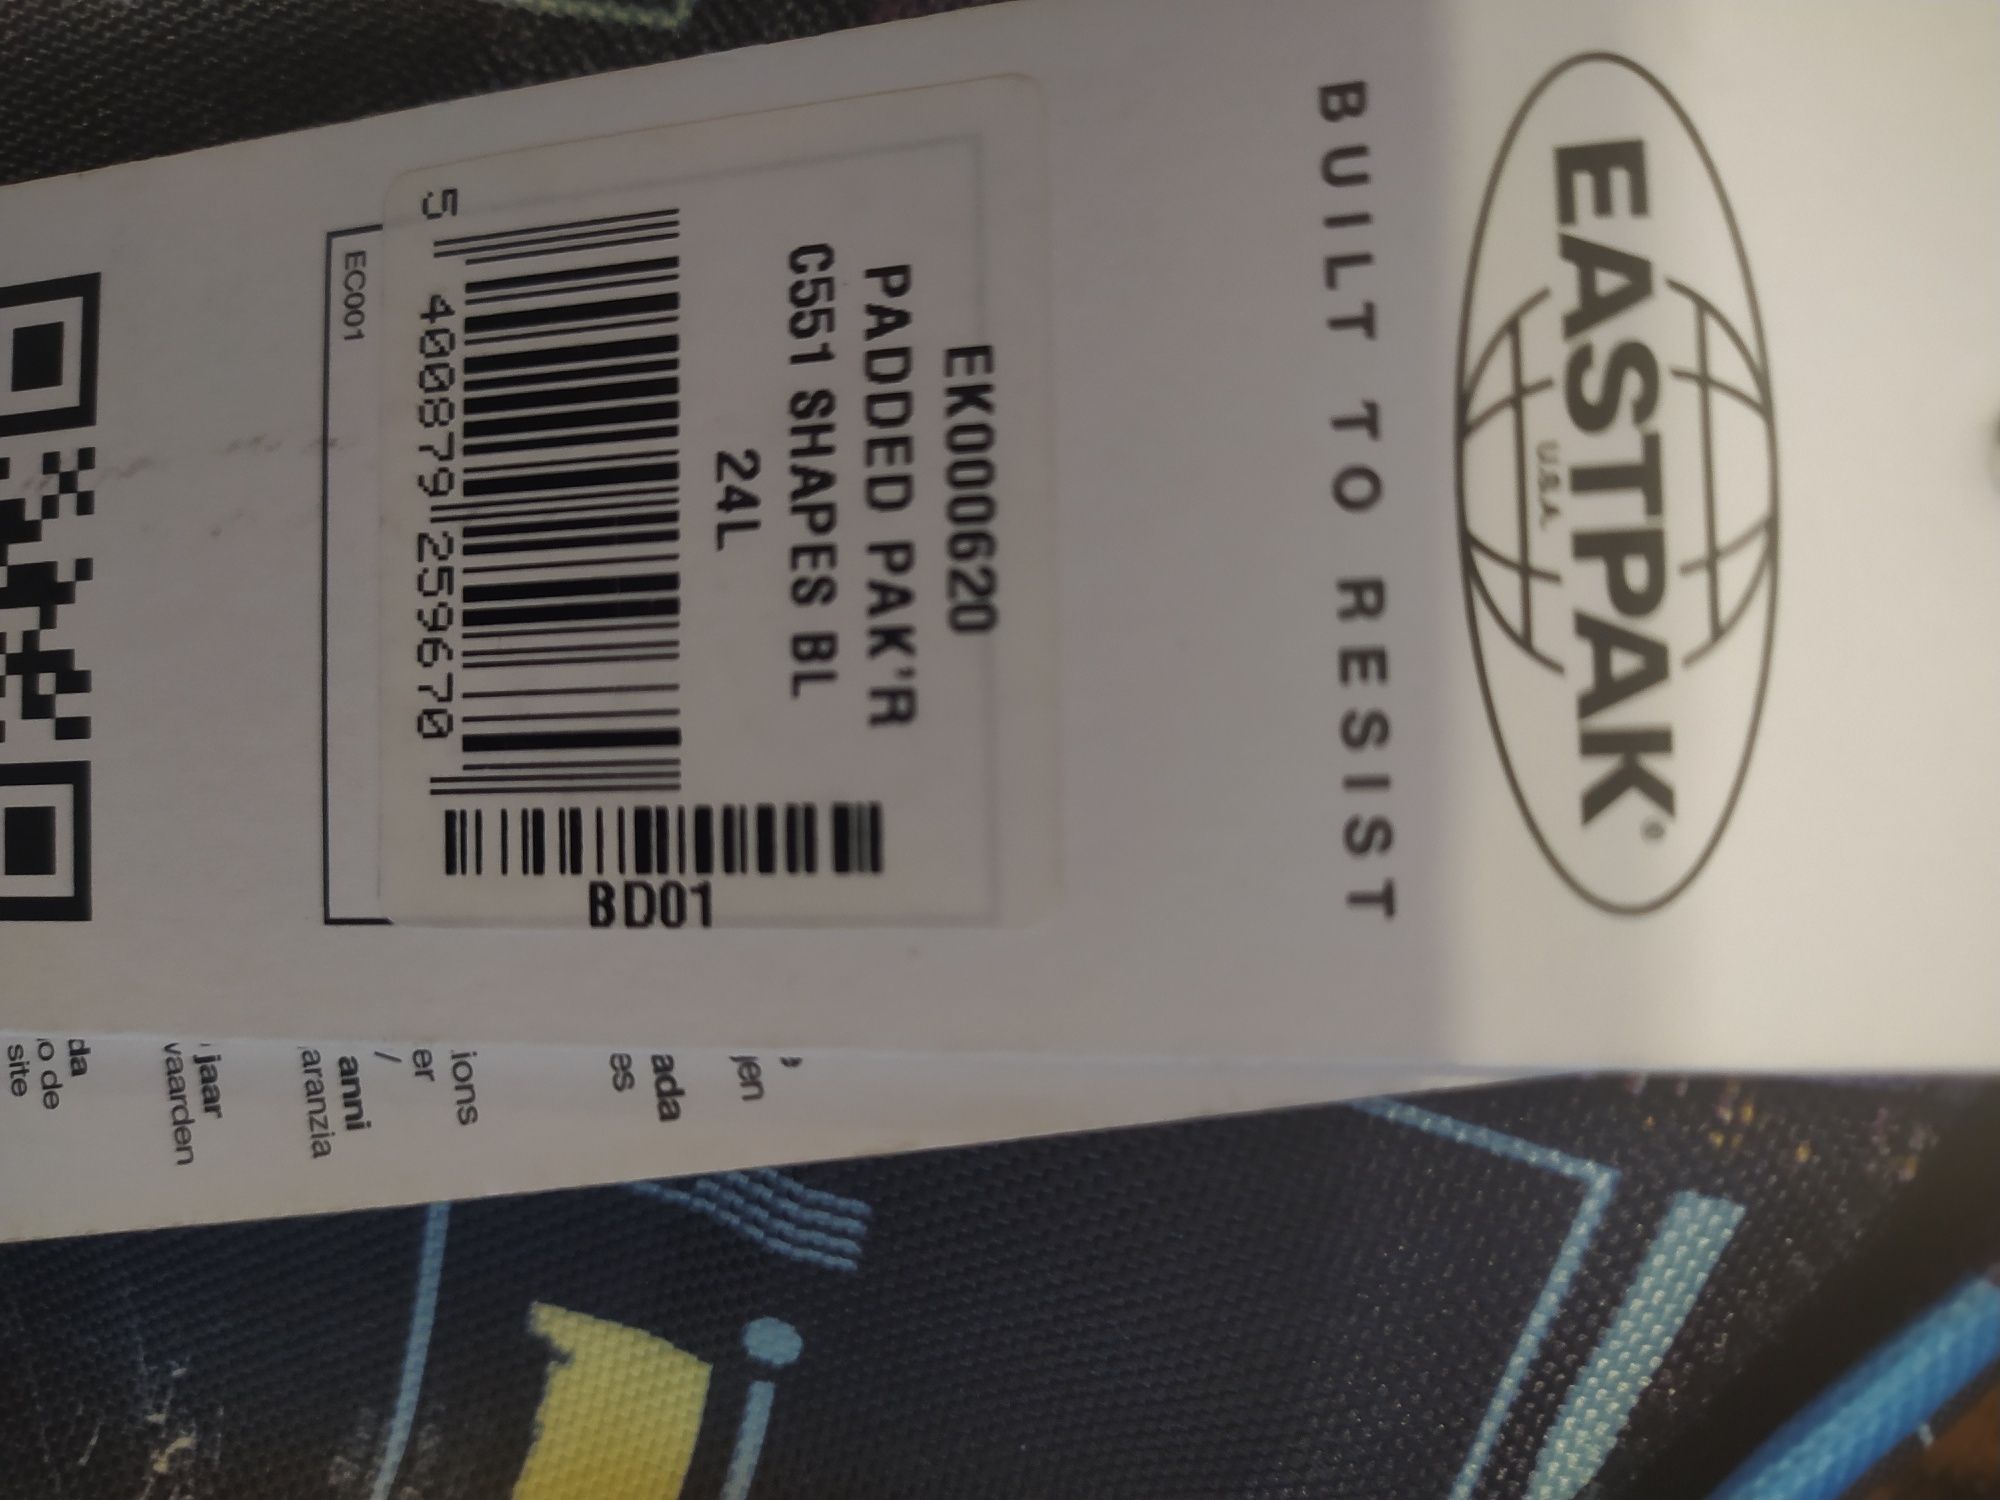 EASTPAK®
U.S.A.
BUILT TO RESIST
EK000620
PADDED PAK'R
C551 SHAPES BL
24L
5 400879 259670
BD01
EC001
,
jen
ada
es
ions
er
/
anni
aranzia
jaar
vaarden
da
o de
site